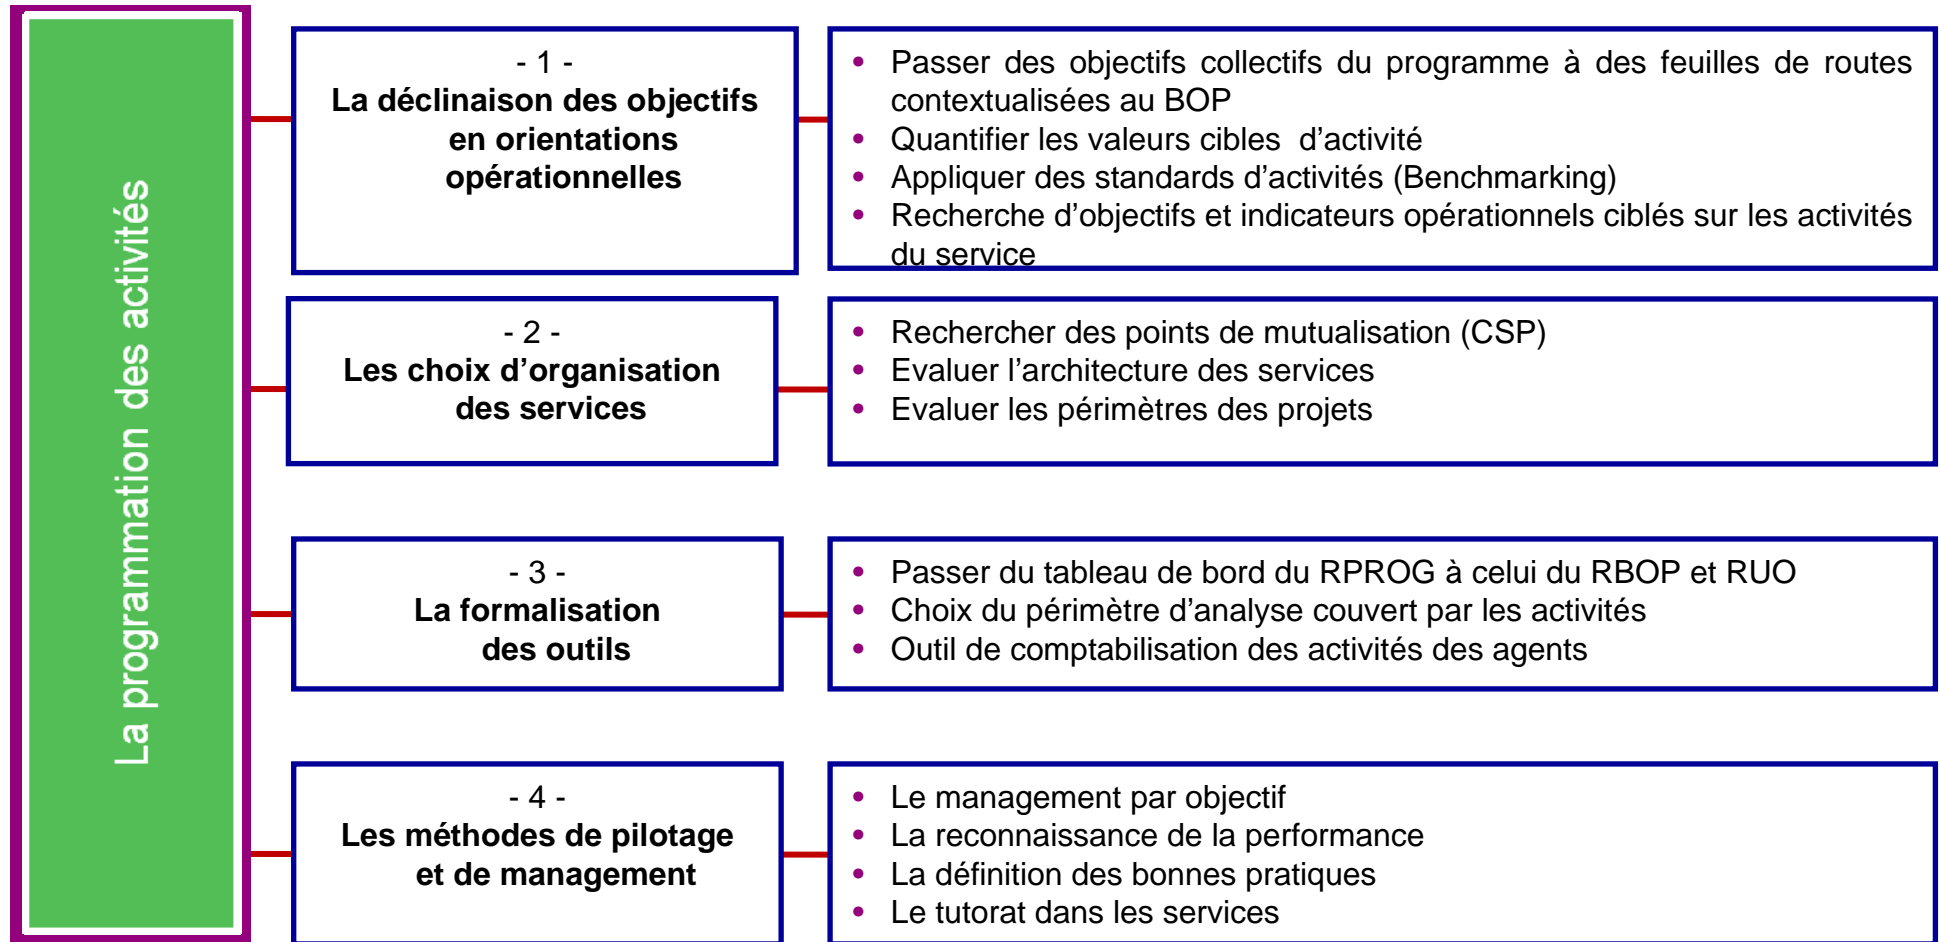 La programmation des activités
- 1 -
La déclinaison des objectifs
en orientations
opérationnelles
• Passer des objectifs collectifs du programme à des feuilles de routes
contextualisées au BOP
• Quantifier les valeurs cibles d’activité
• Appliquer des standards d’activités (Benchmarking)
• Recherche d’objectifs et indicateurs opérationnels ciblés sur les activités
du service
- 2 -
Les choix d’organisation
des services
• Rechercher des points de mutualisation (CSP)
• Evaluer l’architecture des services
• Evaluer les périmètres des projets
- 3 -
La formalisation
des outils
• Passer du tableau de bord du RPROG à celui du RBOP et RUO
• Choix du périmètre d’analyse couvert par les activités
• Outil de comptabilisation des activités des agents
- 4 -
Les méthodes de pilotage
et de management
• Le management par objectif
• La reconnaissance de la performance
• La définition des bonnes pratiques
• Le tutorat dans les services